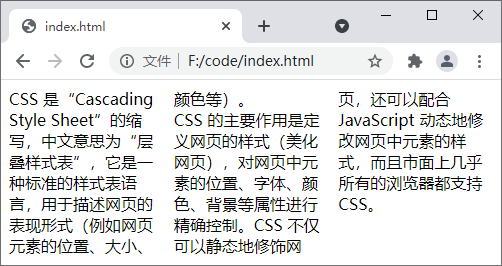 index.html
文件 F:/code/index.html
CSS 是“Cascading
Style Sheet”的缩
写，中文意思为“层
叠样式表”，它是一
种标准的样式表语
言，用于描述网页的
表现形式（例如网页
元素的位置、大小、
颜色等）。
CSS 的主要作用是定
义网页的样式（美化
网页），对网页中元
素的位置、字体、颜
色、背景等属性进行
精确控制。CSS 不仅
可以静态地修饰网
页，还可以配合
JavaScript 动态地修
改网页中元素的样
式，而且市面上几乎
所有的浏览器都支持
CSS。